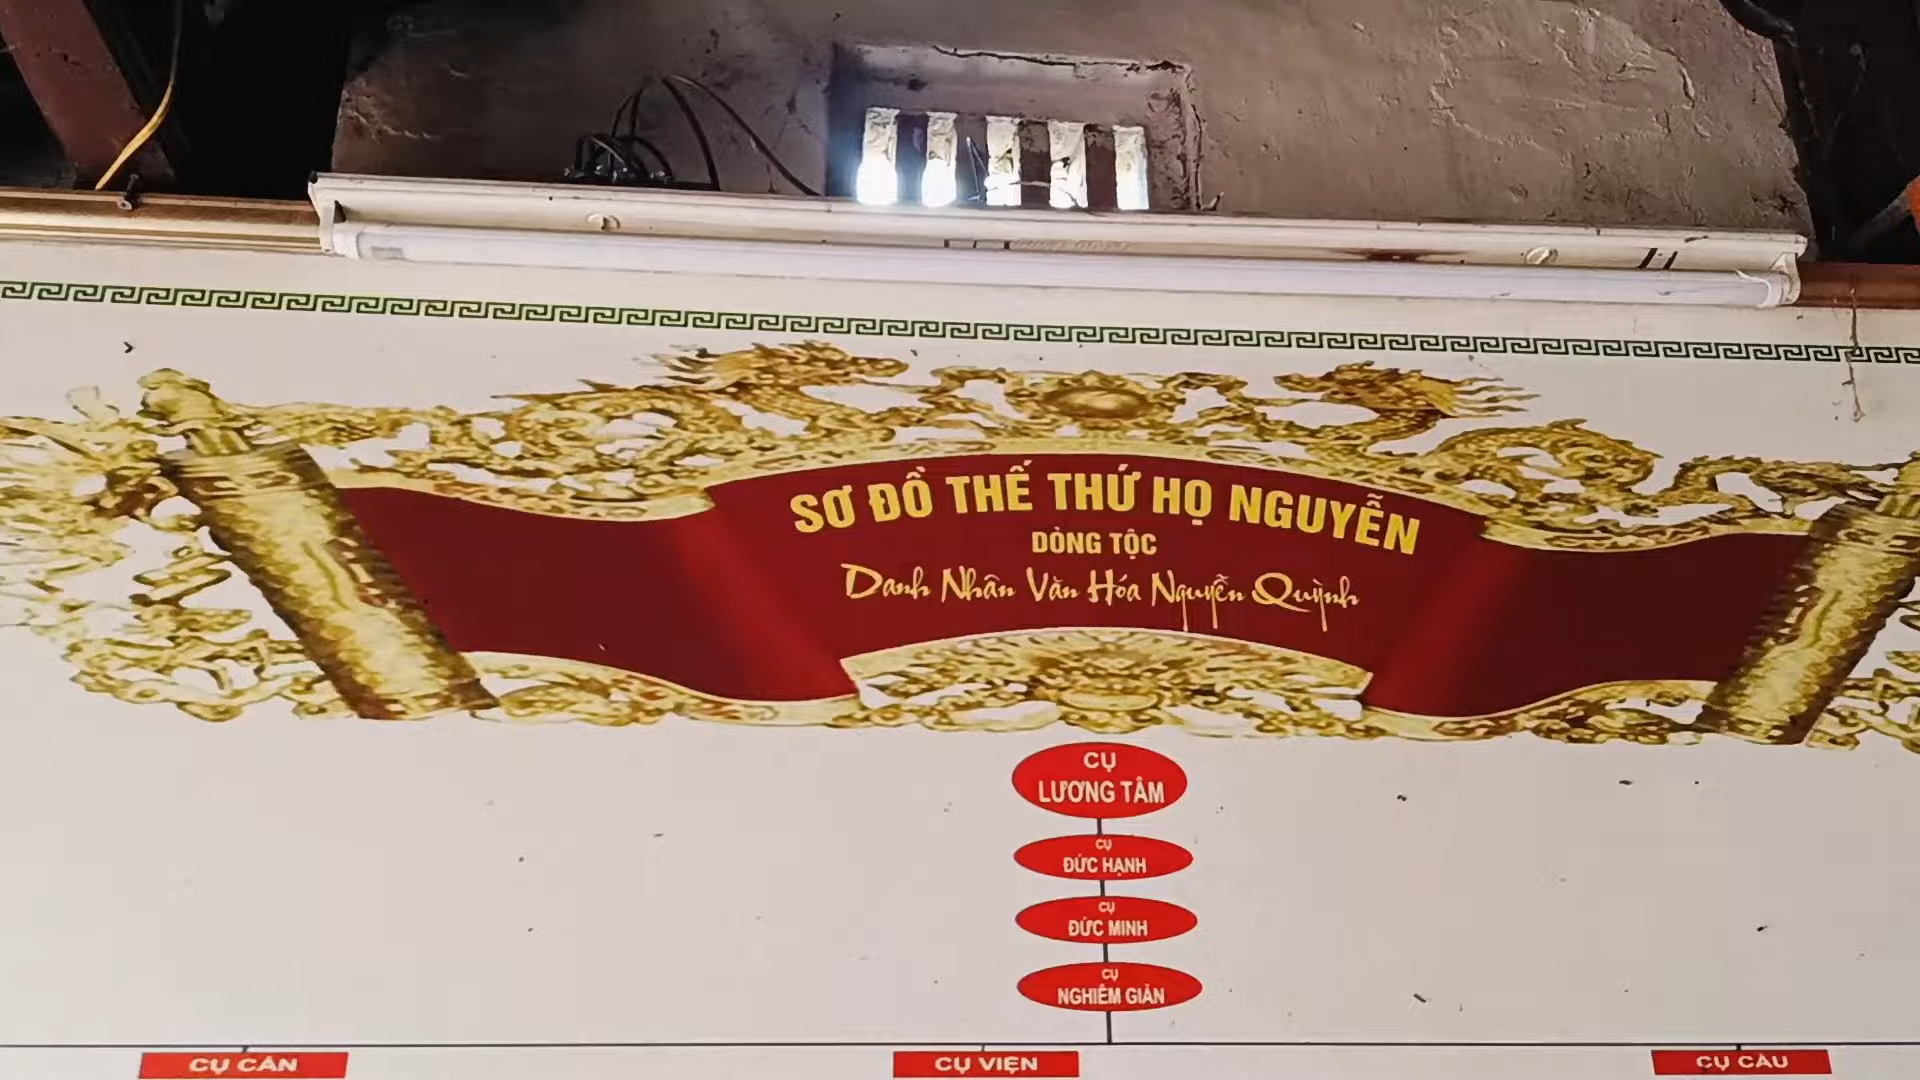 SƠ ĐỒ THẾ THỨ HỌ NGUYỄN
DÒNG TỘC
Danh Nhân Văn Hóa Nguyễn Quỳnh
CỤ
LƯƠNG TÂM
CỤ
ĐỨC HẠNH
CỤ
ĐỨC MINH
CỤ
NGHIÊM GIẢN
CỤ CẨN
CỤ VIỆN
CỤ CẦU